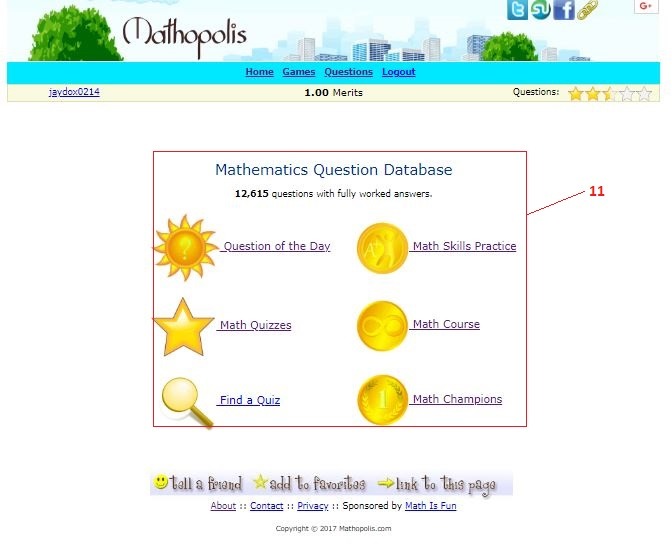 Mathopolis
G+
Home Games Questions Logout
jaydox0214 1.00 Merits Questions:
Mathematics Question Database
12,615 questions with fully worked answers.
11
? Question of the Day
A+ Math Skills Practice
Math Quizzes
Math Course
Find a Quiz
1 Math Champions
tell a friend add to favorites link to this page
About :: Contact :: Privacy :: Sponsored by Math Is Fun
Copyright © 2017 Mathopolis.com